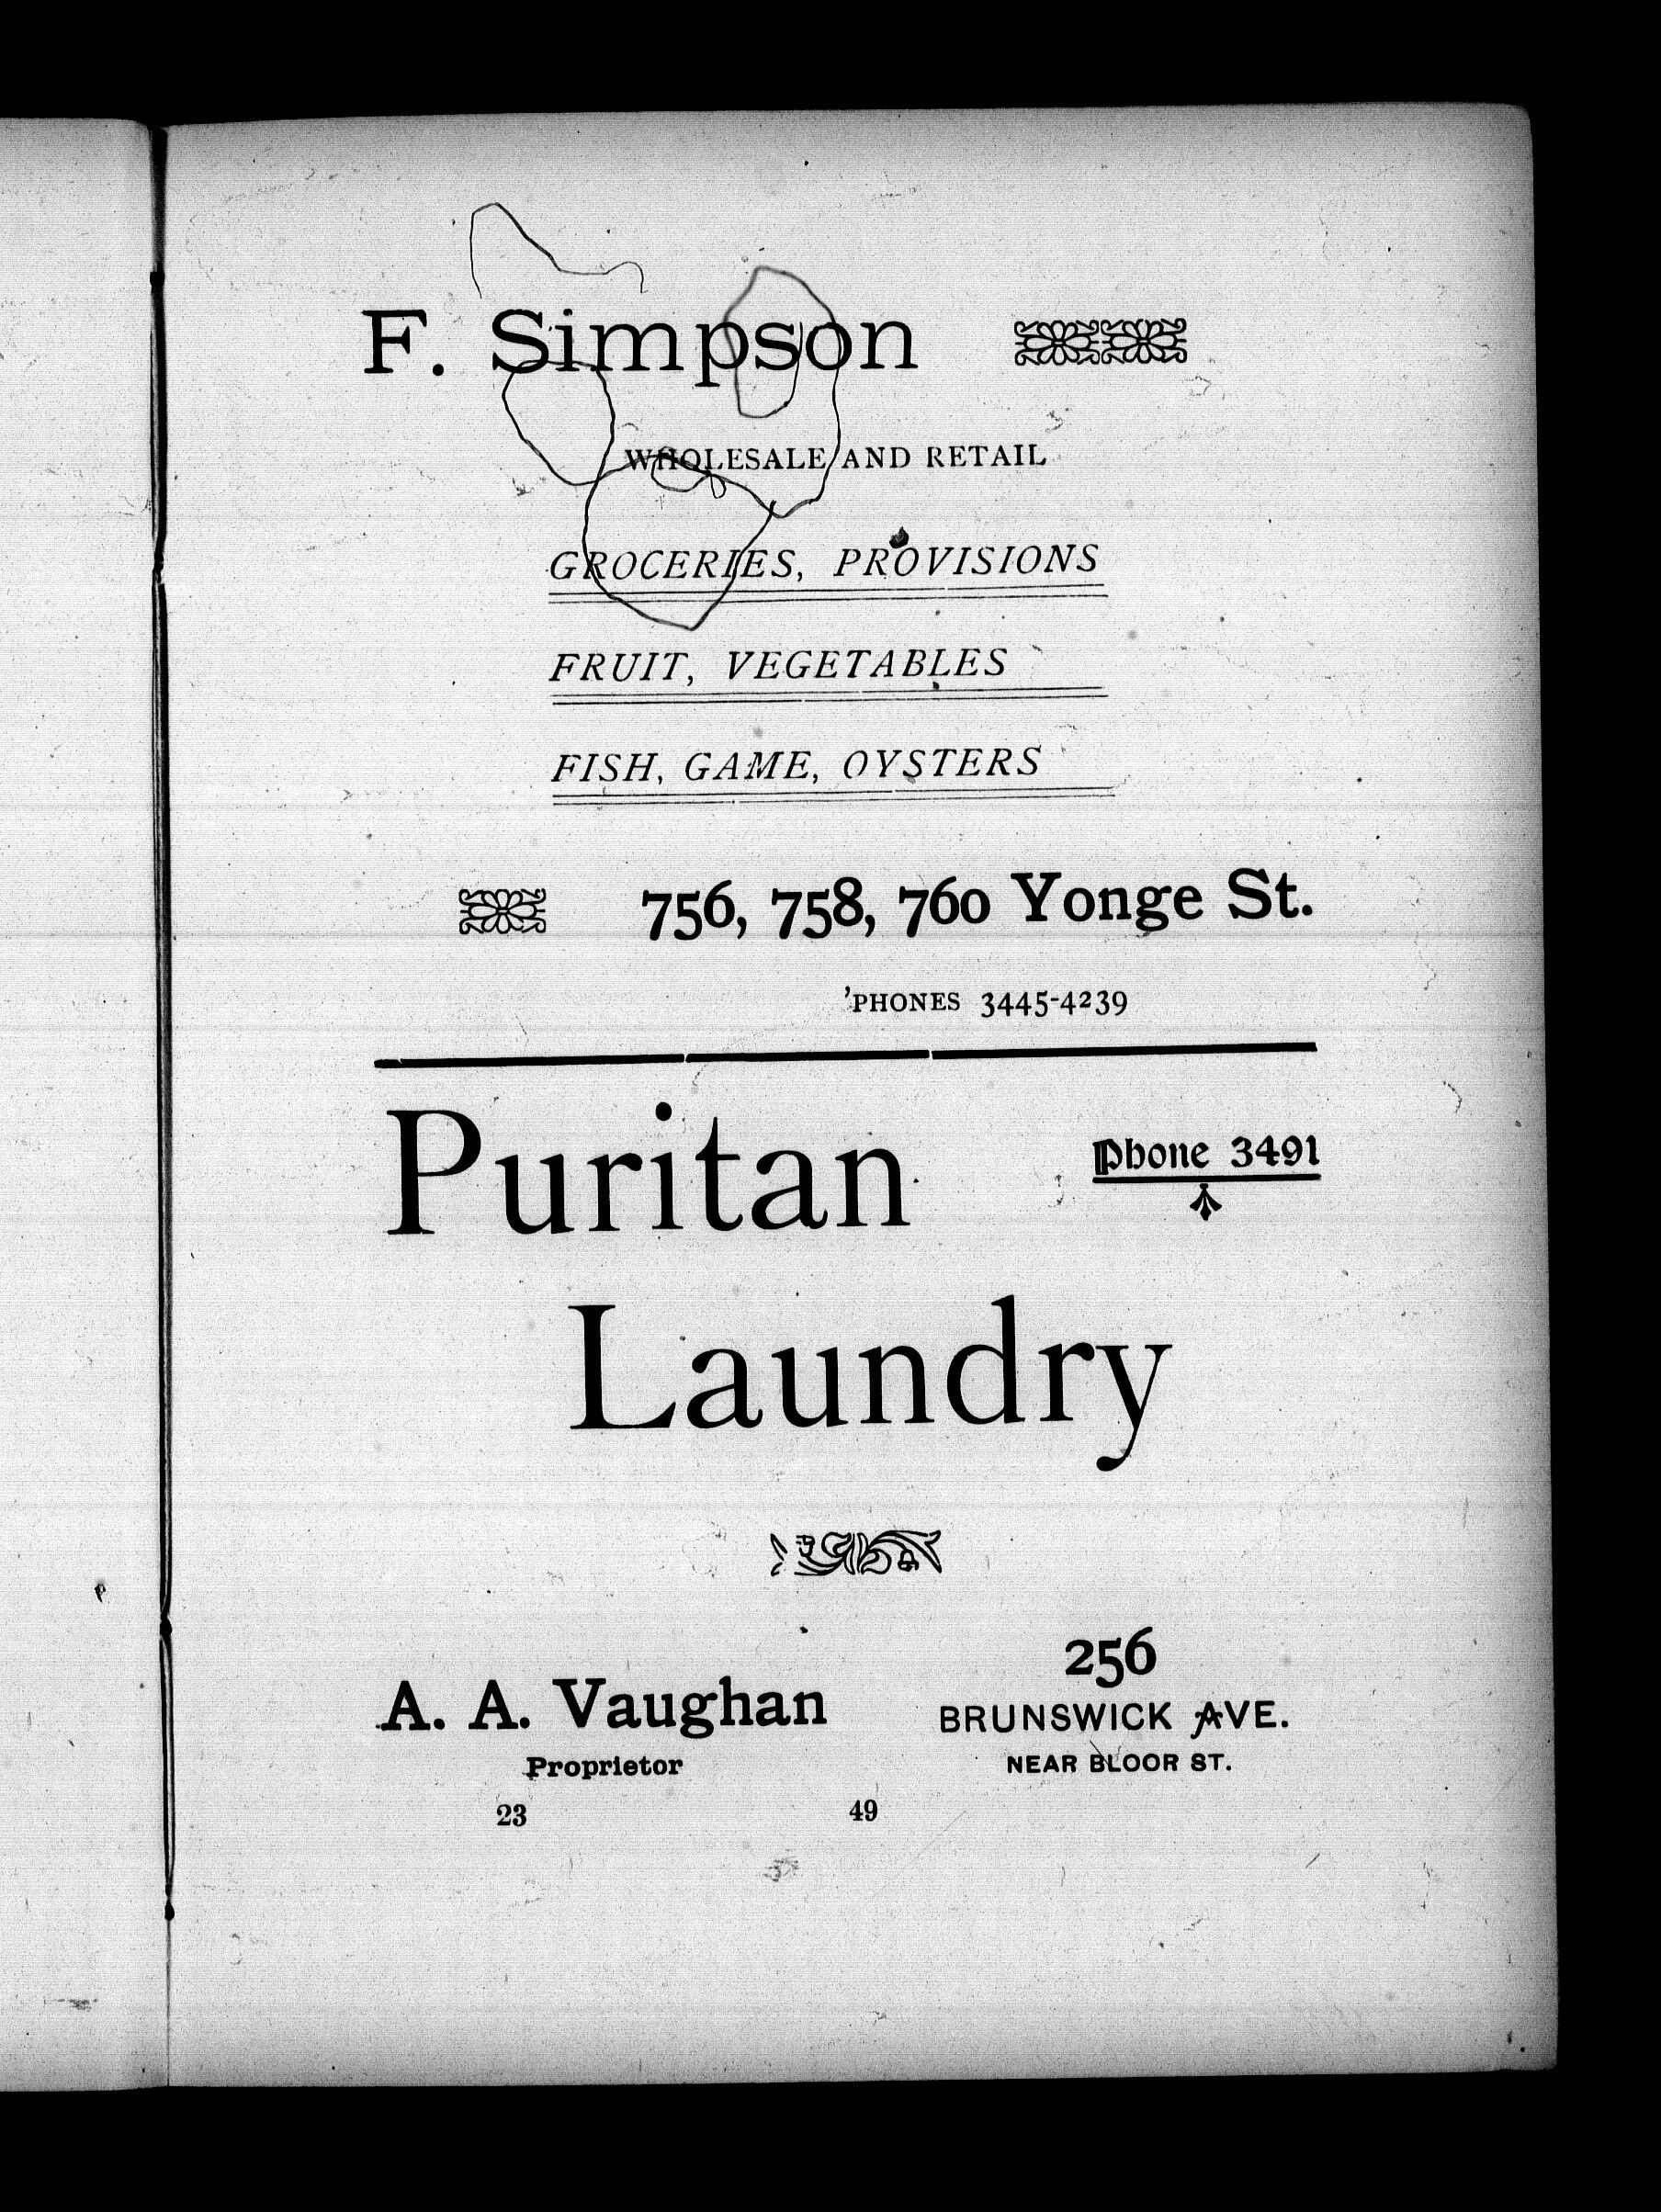 F. Simpson
WHOLESALE AND RETAIL
GROCERIES, PROVISIONS
FRUIT, VEGETABLES
FISH, GAME, OYSTERS
756, 758, 760 Yonge St.
'PHONES 3445-4239
Puritan
Phone 3491
Laundry
A. A. Vaughan
Proprietor
256
BRUNSWICK AVE.
NEAR BLOOR ST.
23 49